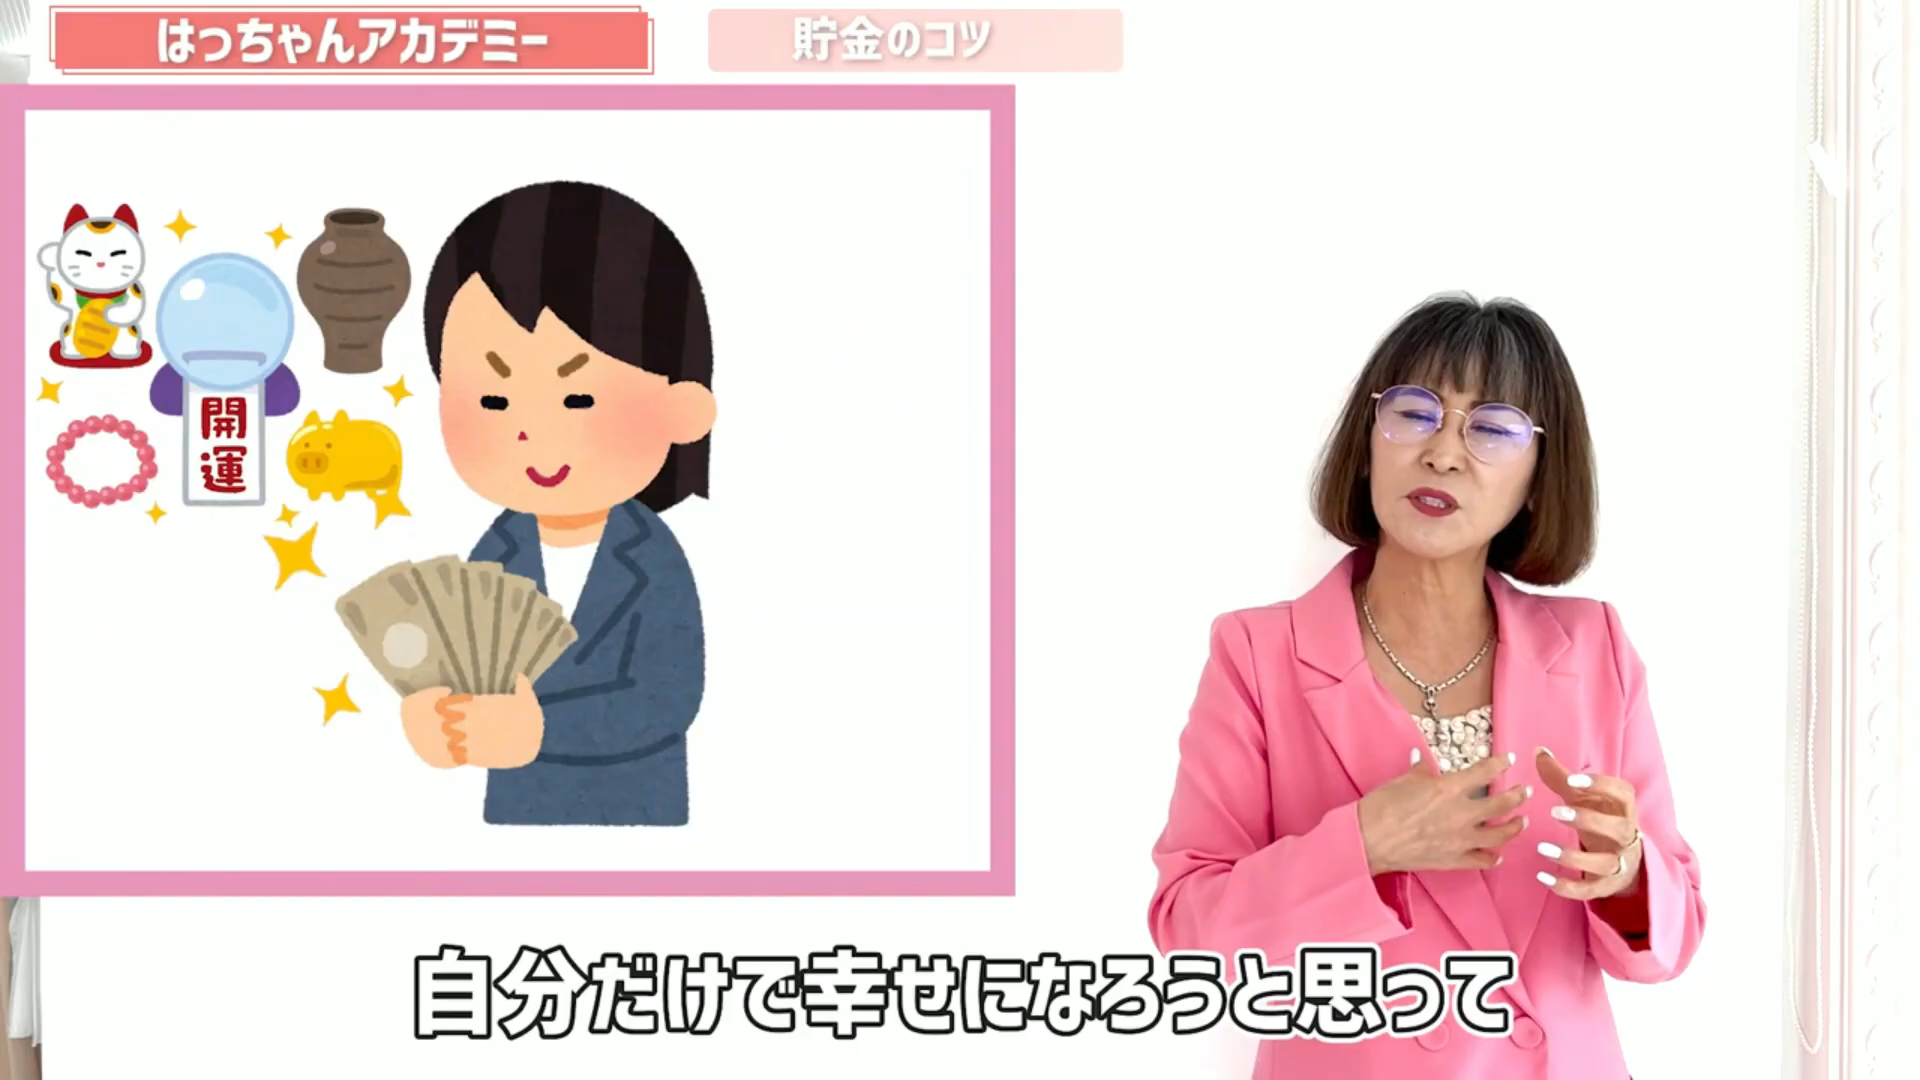 はっちゃんアカデミー
貯金のコツ
開運
自分だけで幸せになろうと思って